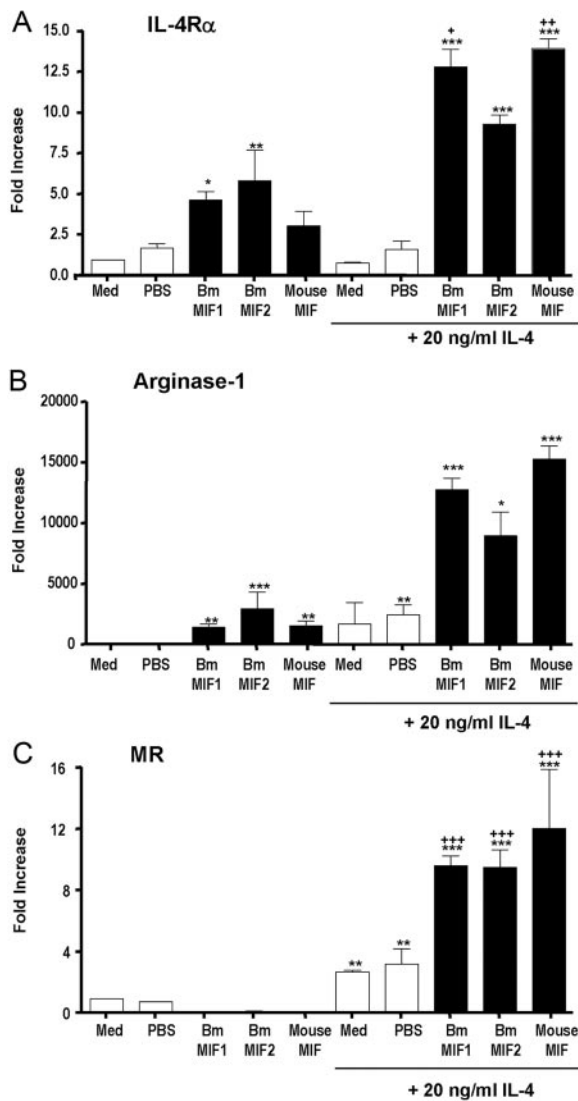 A IL-4Rα
Fold Increase
15.0
12.5
10.0
7.5
5.0
2.5
0.0
* ** + *** *** ++ ***
Med PBS Bm MIF1 Bm MIF2 Mouse MIF Med PBS Bm MIF1 Bm MIF2 Mouse MIF
+ 20 ng/ml IL-4
B Arginase-1
Fold Increase
20000
15000
10000
5000
0
** *** ** ** *** * ***
Med PBS Bm MIF1 Bm MIF2 Mouse MIF Med PBS Bm MIF1 Bm MIF2 Mouse MIF
+ 20 ng/ml IL-4
C MR
Fold Increase
16
12
8
4
0
** ** +++ *** +++ *** +++ ***
Med PBS Bm MIF1 Bm MIF2 Mouse MIF Med PBS Bm MIF1 Bm MIF2 Mouse MIF
+ 20 ng/ml IL-4